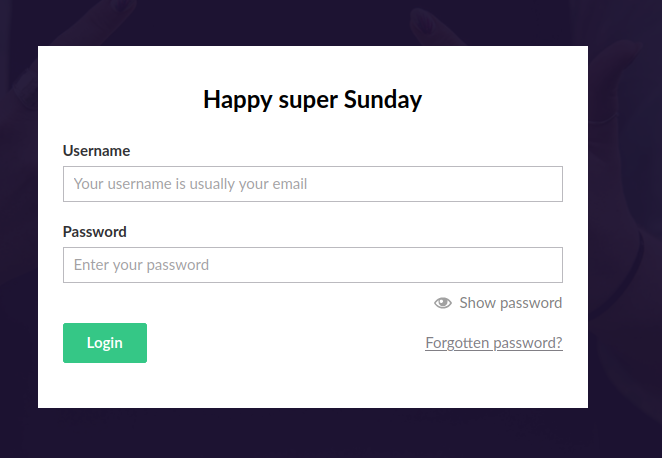 Happy super Sunday
Username
Your username is usually your email
Password
Enter your password
Show password
Login
Forgotten password?